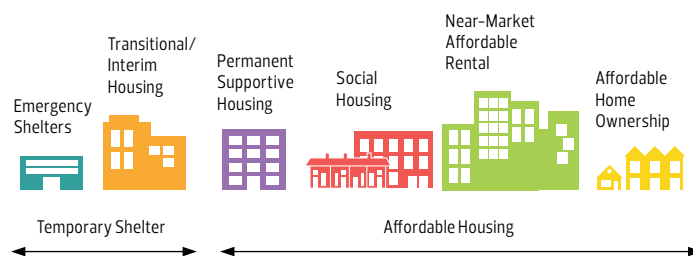 Emergency
Shelters
Transitional/
Interim
Housing
Permanent
Supportive
Housing
Social
Housing
Near-Market
Affordable
Rental
Affordable
Home
Ownership
Temporary Shelter
Affordable Housing